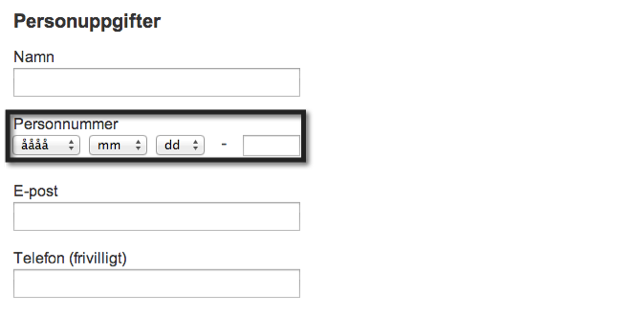 Personuppgifter
Namn
Personnummer
åååå mm dd -
E-post
Telefon (frivilligt)